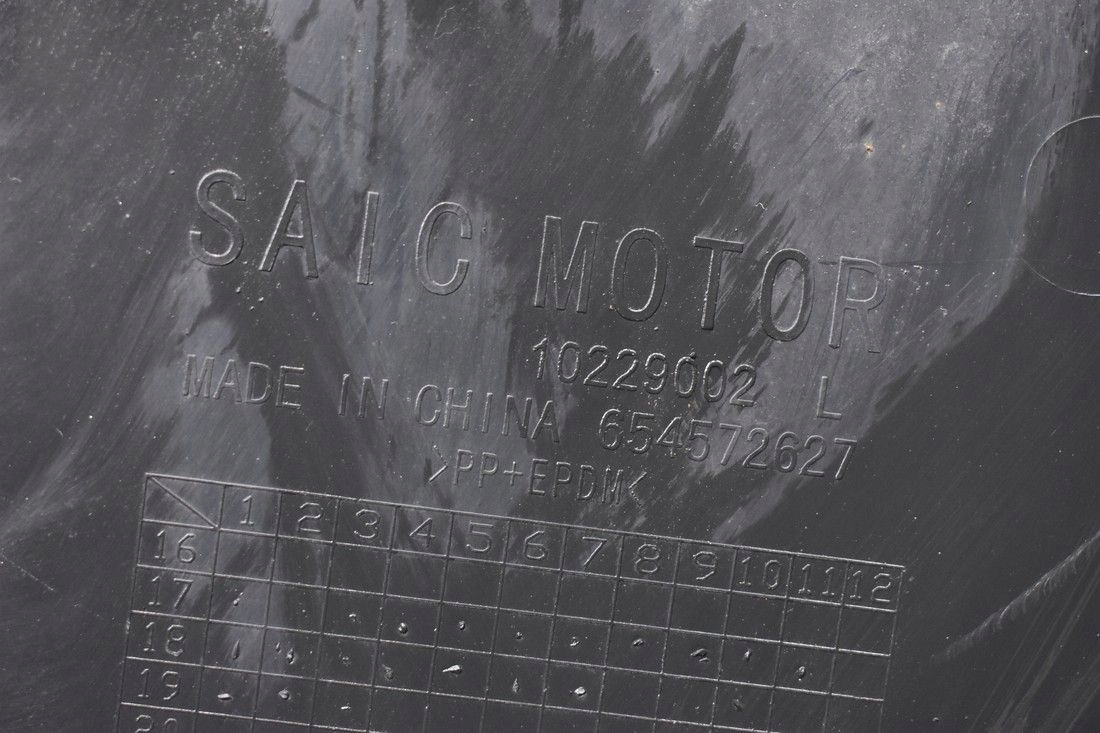 SAIC MOTOR
10229002 L
MADE IN CHINA 654572627
>PP+EPDM<
1 2 3 4 5 6 7 8 9 10 11 12
16
17
18
19
20